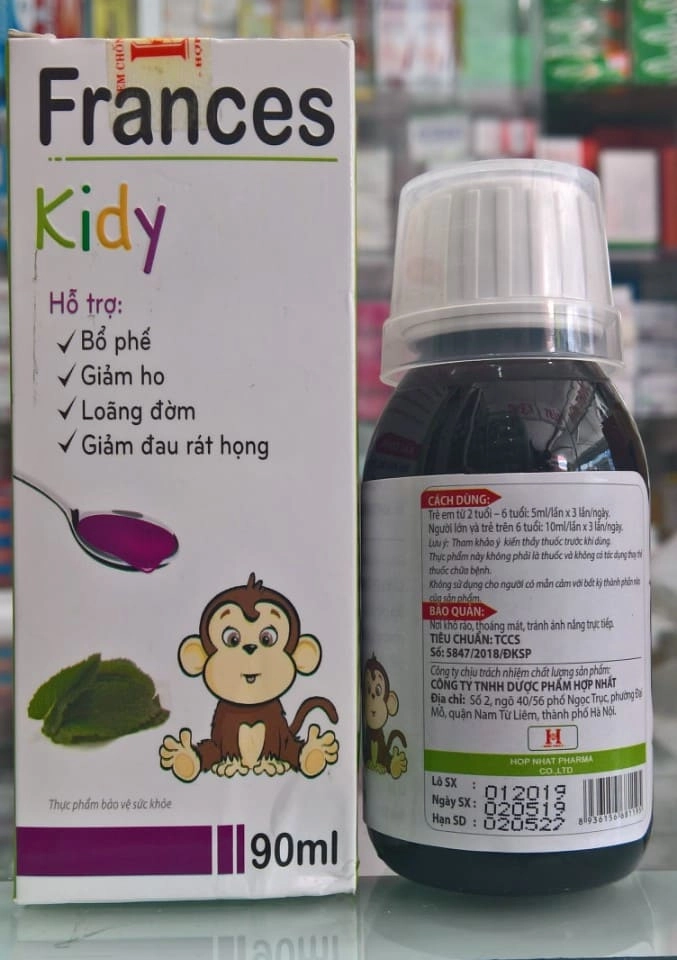 EM CHỐN
Frances
Kidy
Hỗ trợ:
Bổ phế
Giảm ho
Loãng đờm
Giảm đau rát họng
Thực phẩm bảo vệ sức khỏe
90ml
CÁCH DÙNG:
Trẻ em từ 2 tuổi – 6 tuổi: 5ml/lần x 3 lần/ngày.
Người lớn và trẻ trên 6 tuổi: 10ml/lần x 3 lần/ngày.
Lưu ý: Tham khảo ý kiến thầy thuốc trước khi dùng.
Thực phẩm này không phải là thuốc và không có tác dụng thay thế
thuốc chữa bệnh.
Không sử dụng cho người có mẫn cảm với bất kỳ thành phần nào
của sản phẩm.
BẢO QUẢN:
Nơi khô ráo, thoáng mát, tránh ánh nắng trực tiếp.
TIÊU CHUẨN: TCCS
Số: 5847/2018/ĐKSP
Công ty chịu trách nhiệm chất lượng sản phẩm:
CÔNG TY TNHH DƯỢC PHẨM HỢP NHẤT
Địa chỉ: Số 2, ngõ 40/56 phố Ngọc Trục, phường Đại
Mỗ, quận Nam Từ Liêm, thành phố Hà Nội.
HOP NHAT PHARMA
CO.,LTD
Lô SX : 012019
Ngày SX : 020519
Hạn SD : 020522